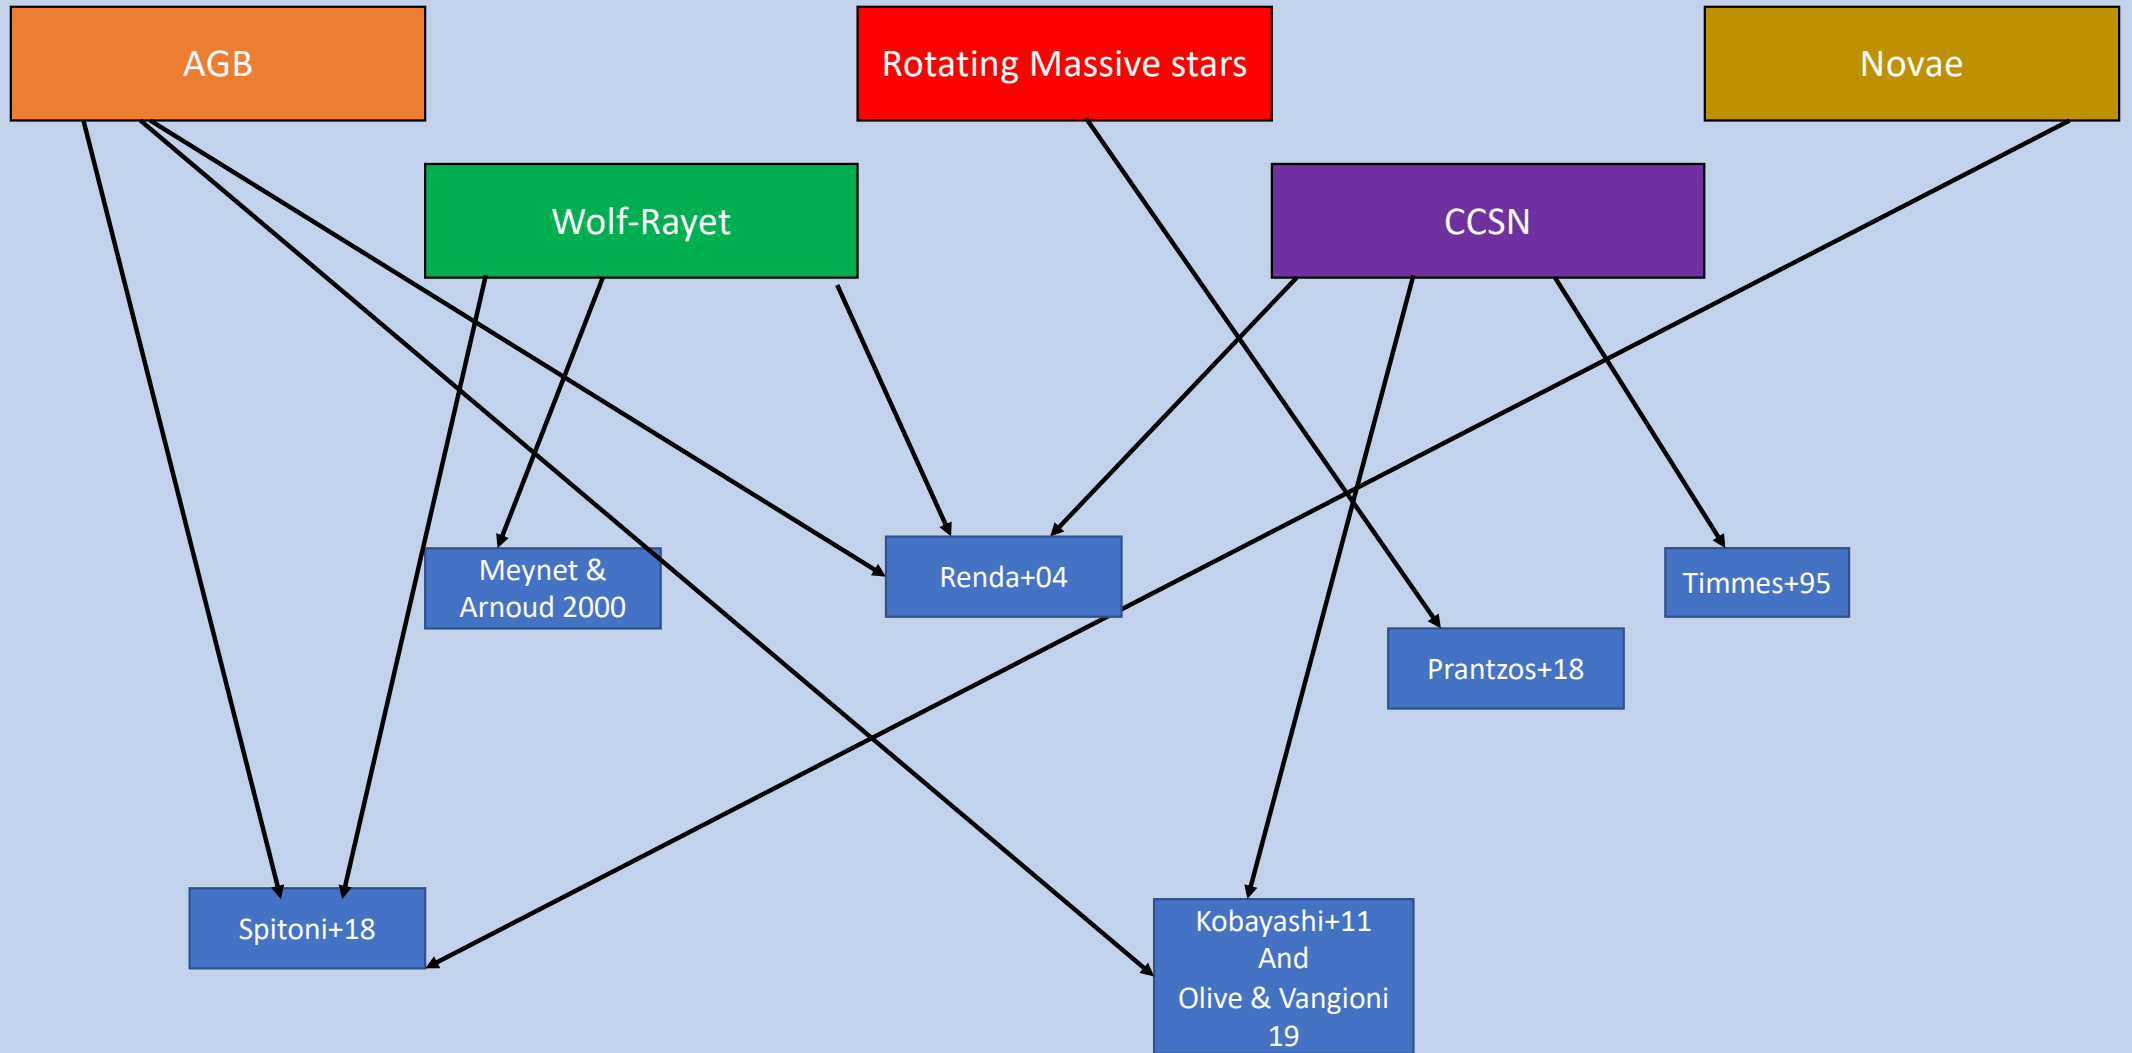 AGB
Rotating Massive stars
Novae
Wolf-Rayet
CCSN
Meynet &
Arnoud 2000
Renda+04
Timmes+95
Prantzos+18
Spitoni+18
Kobayashi+11
And
Olive & Vangioni
19